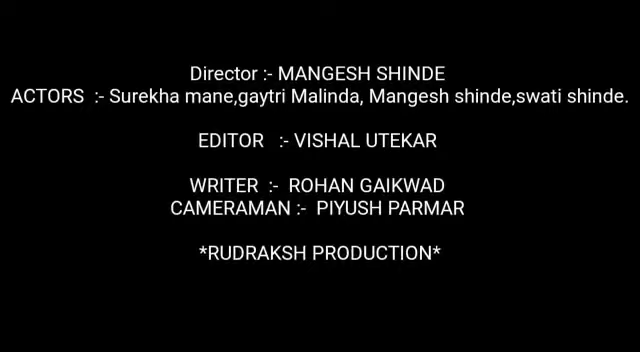 Director :- MANGESH SHINDE
ACTORS :- Surekha mane,gaytri Malinda, Mangesh shinde,swati shinde.
EDITOR :- VISHAL UTEKAR
WRITER :- ROHAN GAIKWAD
CAMERAMAN :- PIYUSH PARMAR
*RUDRAKSH PRODUCTION*